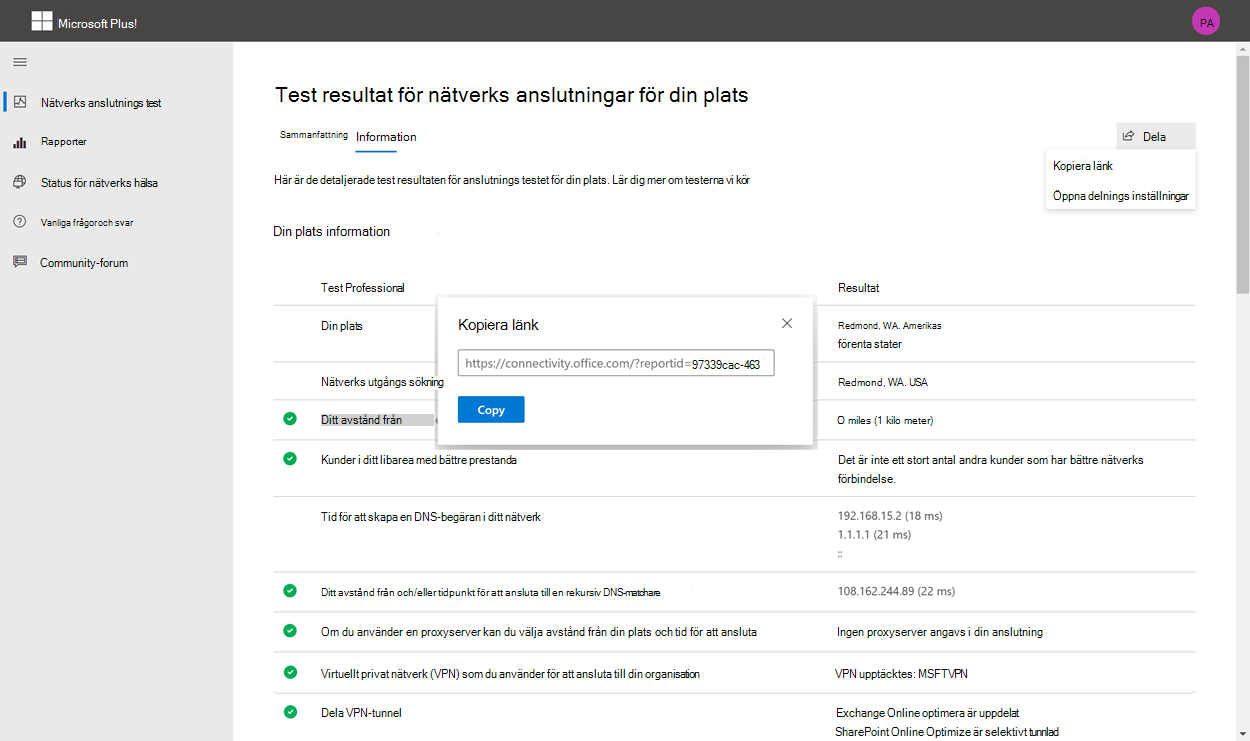 Microsoft Plus!
PA
Nätverks anslutnings test
Rapporter
Status för nätverks hälsa
Vanliga frågor och svar
Community-forum
Test resultat för nätverks anslutningar för din plats
Sammanfattning
Information
Dela
Kopiera länk
Öppna delnings inställningar
Här är de detaljerade test resultaten för anslutnings testet för din plats. Lär dig mer om testerna vi kör
Din plats information
Test Professional
Resultat
Din plats
Redmond, WA. Amerikas
förenta stater
Nätverks utgångs sökning
Redmond, WA. USA
Ditt avstånd från
0 miles (1 kilo meter)
Kopiera länk
https://connectivity.office.com/?reportid=97339cac-463
Copy
Kunder i ditt libarea med bättre prestanda
Det är inte ett stort antal andra kunder som har bättre nätverks
förbindelse.
Tid för att skapa en DNS-begäran i ditt nätverk
192.168.15.2 (18 ms)
1.1.1.1 (21 ms)
::
Ditt avstånd från och/eller tidpunkt för att ansluta till en rekursiv DNS-matchare
108.162.244.89 (22 ms)
Om du använder en proxyserver kan du välja avstånd från din plats och tid för att ansluta
Ingen proxyserver angavs i din anslutning
Virtuellt privat nätverk (VPN) som du använder för att ansluta till din organisation
VPN upptäcktes: MSFTVPN
Dela VPN-tunnel
Exchange Online optimera är uppdelat
SharePoint Online Optimize är selektivt tunnlad